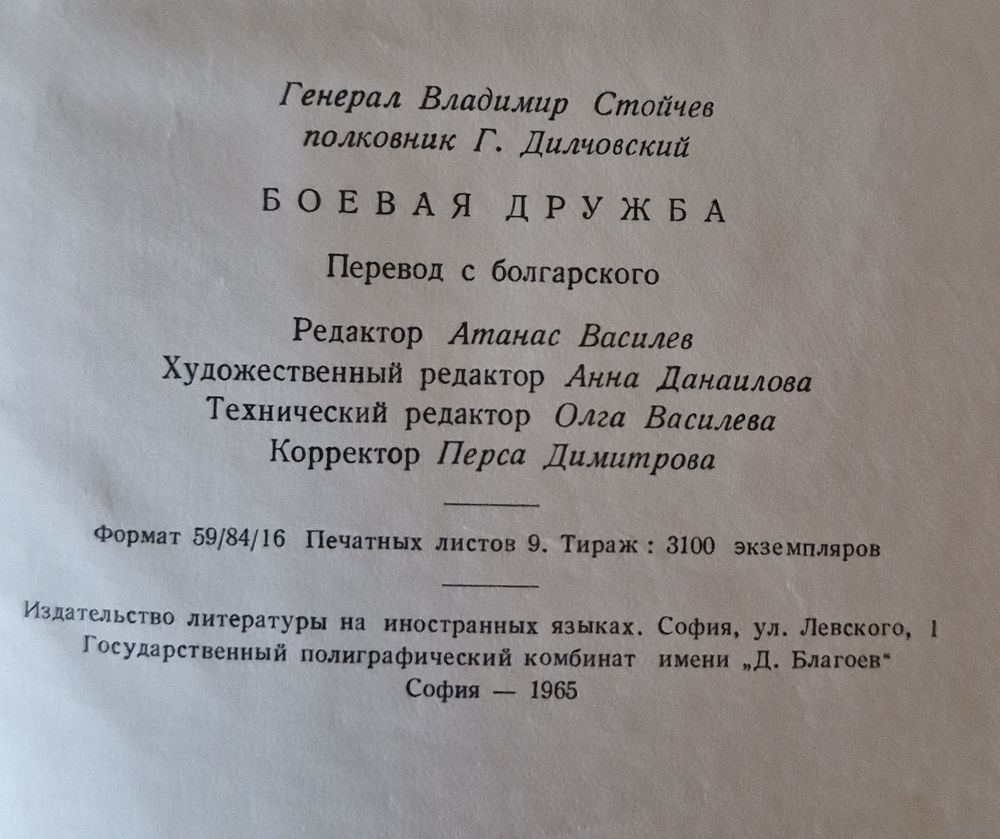 Генерал Владимир Стойчев
полковник Г. Дилчовский
БОЕВАЯ ДРУЖБА
Перевод с болгарского
Редактор Атанас Василев
Художественный редактор Анна Данаилова
Технический редактор Олга Василева
Корректор Перса Димитрова
Формат 59/84/16 Печатных листов 9. Тираж : 3100 экземпляров
Издательство литературы на иностранных языках. София, ул. Левского, 1
Государственный полиграфический комбинат имени „Д. Благоев“
София — 1965